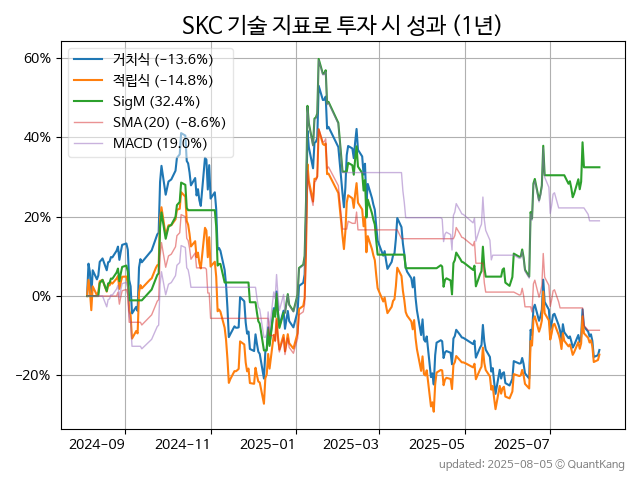 SKC 기술 지표로 투자 시 성과 (1년)
60%
40%
20%
0%
−20%
거치식 (−13.6%)
적립식 (−14.8%)
SigM (32.4%)
SMA(20) (−8.6%)
MACD (19.0%)
2024−09
2024−11
2025−01
2025−03
2025−05
2025−07
updated: 2025-08-05 © QuantKang